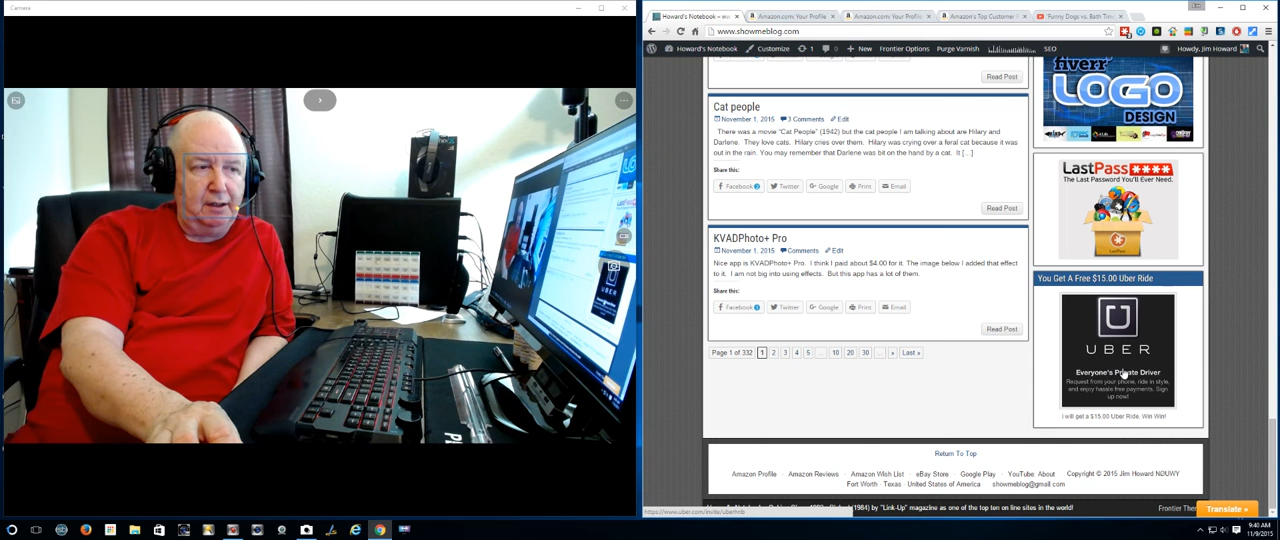 Camera
Howard's Notebook – ww
Amazon.com: Your Profile
Amazon.com: Your Profile
Amazon's Top Customer R
"Funny Dogs vs. Bath Time
www.showmeblog.com
Howard's Notebook
Customize
1
0
New
Frontier Options
Purge Varnish
SEO
Howdy, Jim Howard
Read Post
fiverr
LOGO
DESIGN
Cat people
November 1, 2015 3 Comments Edit
There was a movie "Cat People" (1942) but the cat people I am talking about are Hilary and
Darlene. They love cats. Hilary cries over them. Hilary was crying over a feral cat because it was
out in the rain. You may remember that Darlene was bit on the hand by a cat. It [...]
Share this:
Facebook 2 Twitter Google Print Email
Read Post
LastPass ****
The Last Password You'll Ever Need.
KVADPhoto+ Pro
November 1, 2015 Comments Edit
Nice app is KVADPhoto+ Pro. I think I paid about $4.00 for it. The image below I added that effect
to it. I am not big into using effects. But this app has a lot of them.
Share this:
Facebook 1 Twitter Google Print Email
Read Post
Page 1 of 332 1 2 3 4 5 ... 10 20 30 ... » Last »
You Get A Free $15.00 Uber Ride
UBER
Everyone's Private Driver
Request from your phone, ride in style,
and enjoy hassle free payments. Sign
up now!
I will get a $15.00 Uber Ride. Win Win!
Return To Top
Amazon Profile · Amazon Reviews · Amazon Wish List · eBay Store · Google Play · YouTube About
Fort Worth · Texas · United States of America
Copyright © 2015 Jim Howard NØUWY
showmeblog@gmail.com
(1984) by "Link-Up" magazine as one of the top ten on line sites in the world!
Frontier The
Translate »
UBER
9:40 AM
11/9/2015